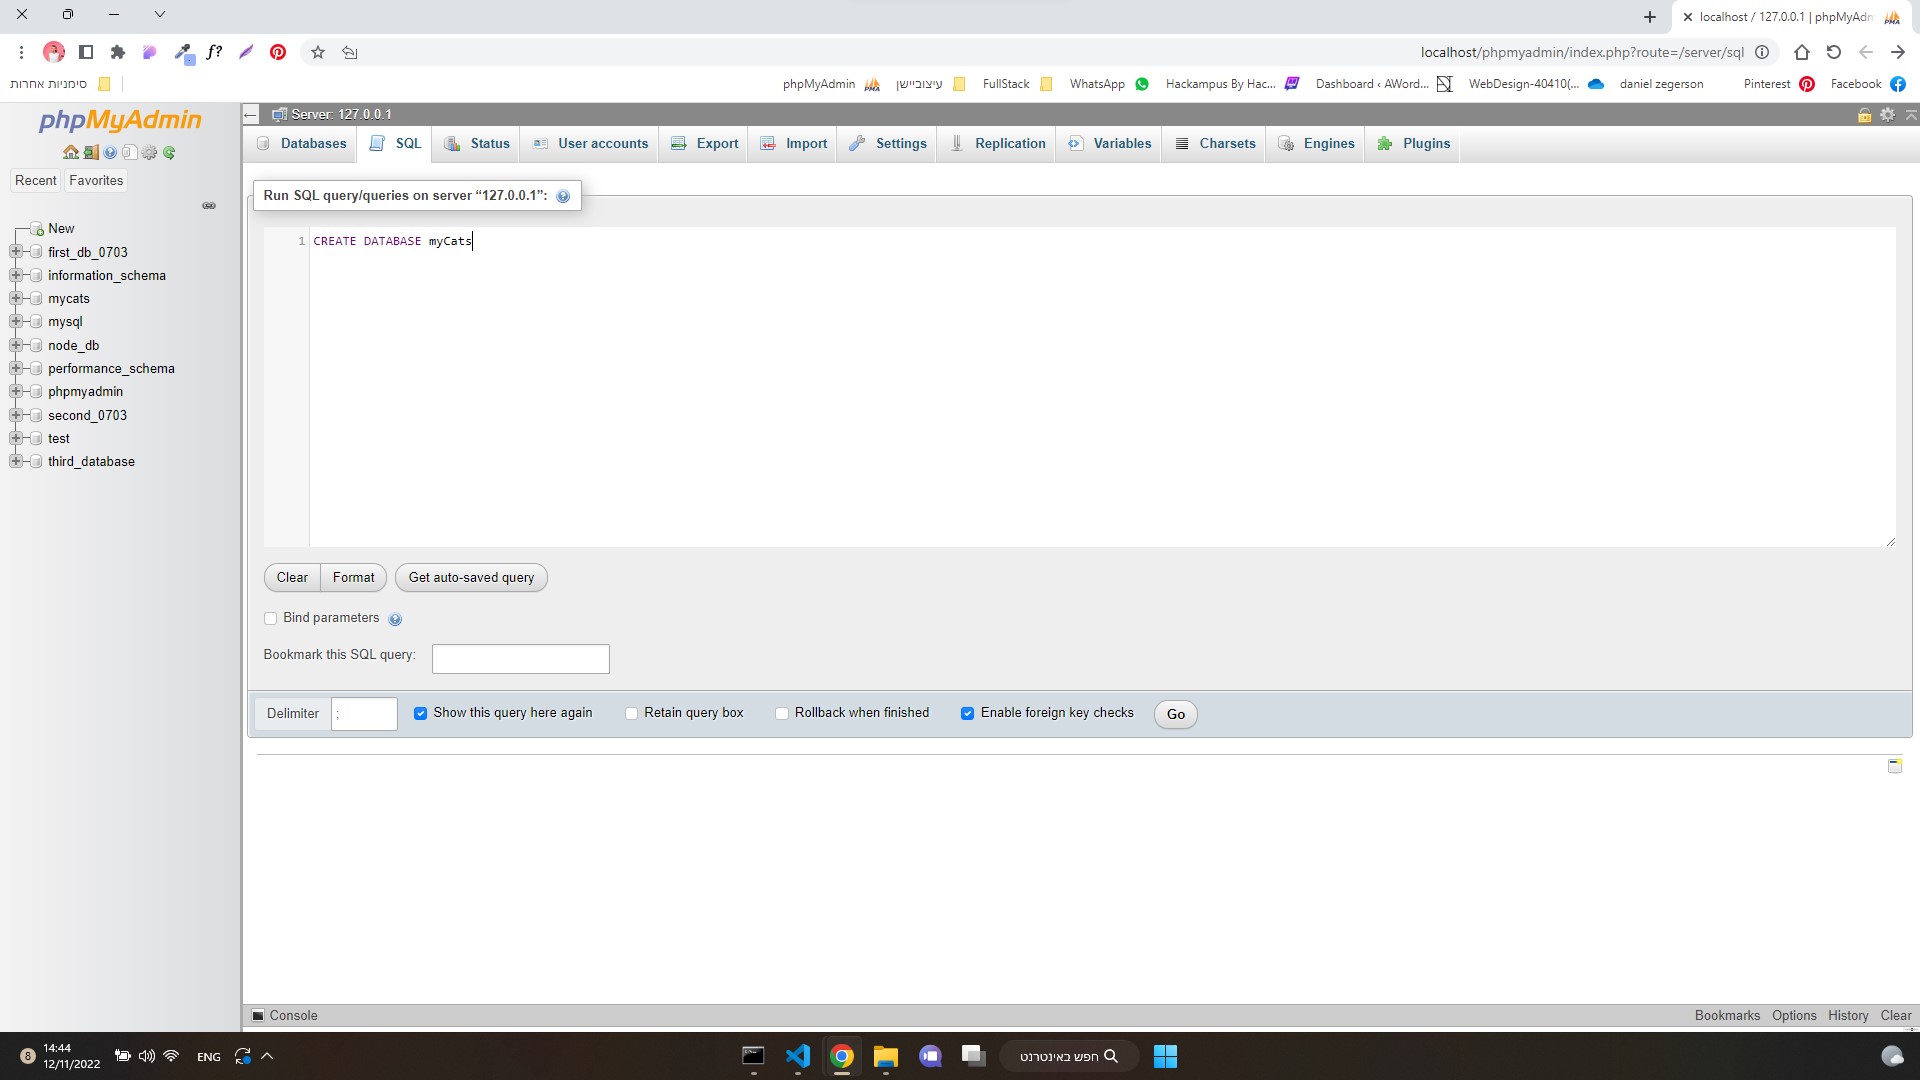 localhost / 127.0.0.1 | phpMyAdn
localhost/phpmyadmin/index.php?route=/server/sql
סימניות אחרות
phpMyAdmin
עיצוביישן
FullStack
WhatsApp
Hackampus By Hac...
Dashboard ‹ AWord...
WebDesign-40410(...
daniel zegerson
Pinterest
Facebook
phpMyAdmin
Server: 127.0.0.1
Databases
SQL
Status
User accounts
Export
Import
Settings
Replication
Variables
Charsets
Engines
Plugins
Recent
Favorites
New
first_db_0703
information_schema
mycats
mysql
node_db
performance_schema
phpmyadmin
second_0703
test
third_database
Run SQL query/queries on server “127.0.0.1”:
1 CREATE DATABASE myCats
Clear
Format
Get auto-saved query
Bind parameters
Bookmark this SQL query:
Delimiter ;
Show this query here again
Retain query box
Rollback when finished
Enable foreign key checks
Go
Console
Bookmarks
Options
History
Clear
8
14:44
12/11/2022
ENG
חפש באינטרנט